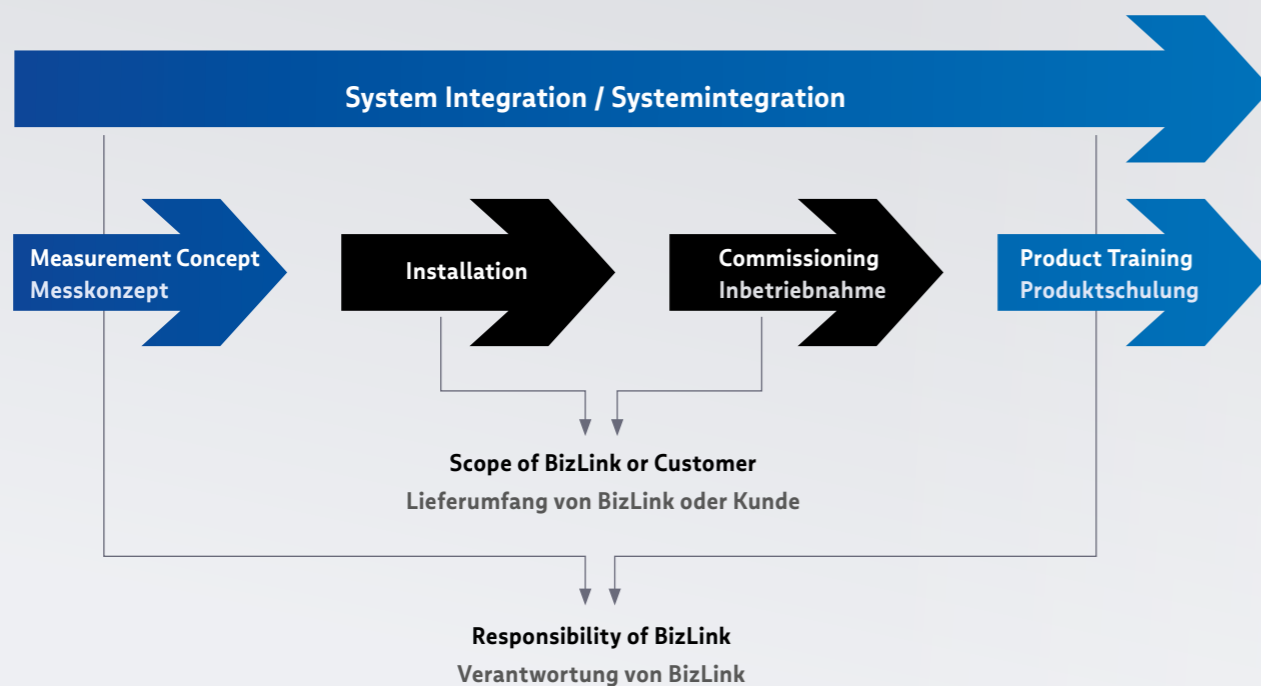 System Integration / Systemintegration
Measurement Concept
Messkonzept
Installation
Commissioning
Inbetriebnahme
Product Training
Produktschulung
Scope of BizLink or Customer
Lieferumfang von BizLink oder Kunde
Responsibility of BizLink
Verantwortung von BizLink